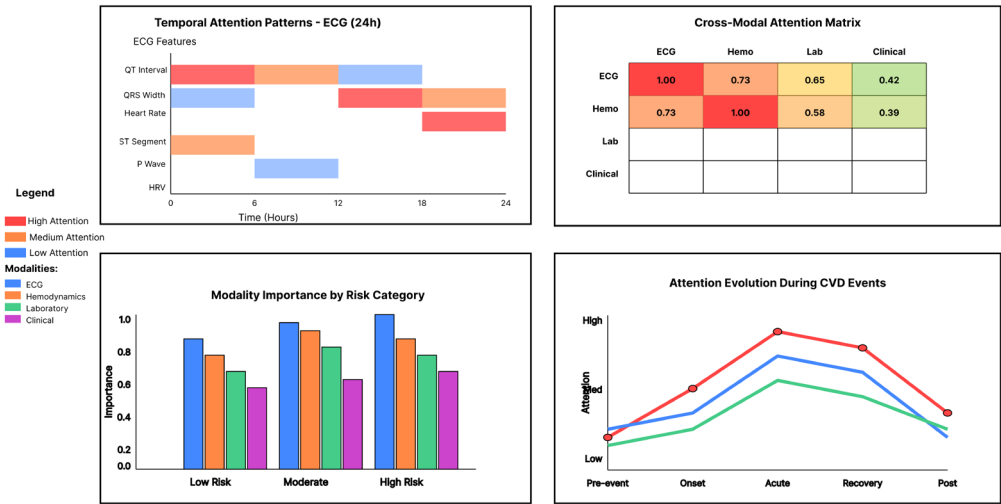 Temporal Attention Patterns - ECG (24h)
ECG Features
QT Interval
QRS Width
Heart Rate
ST Segment
P Wave
HRV
0 6 12 18 24
Time (Hours)
Cross-Modal Attention Matrix
ECG Hemo Lab Clinical
ECG 1.00 0.73 0.65 0.42
Hemo 0.73 1.00 0.58 0.39
Lab
Clinical
Legend
High Attention
Medium Attention
Low Attention
Modalities:
ECG
Hemodynamics
Laboratory
Clinical
Modality Importance by Risk Category
Importance
1.0
0.8
0.6
0.4
0.2
0.0
Low Risk Moderate High Risk
Attention Evolution During CVD Events
Attention
High
Med
Low
Pre-event Onset Acute Recovery Post